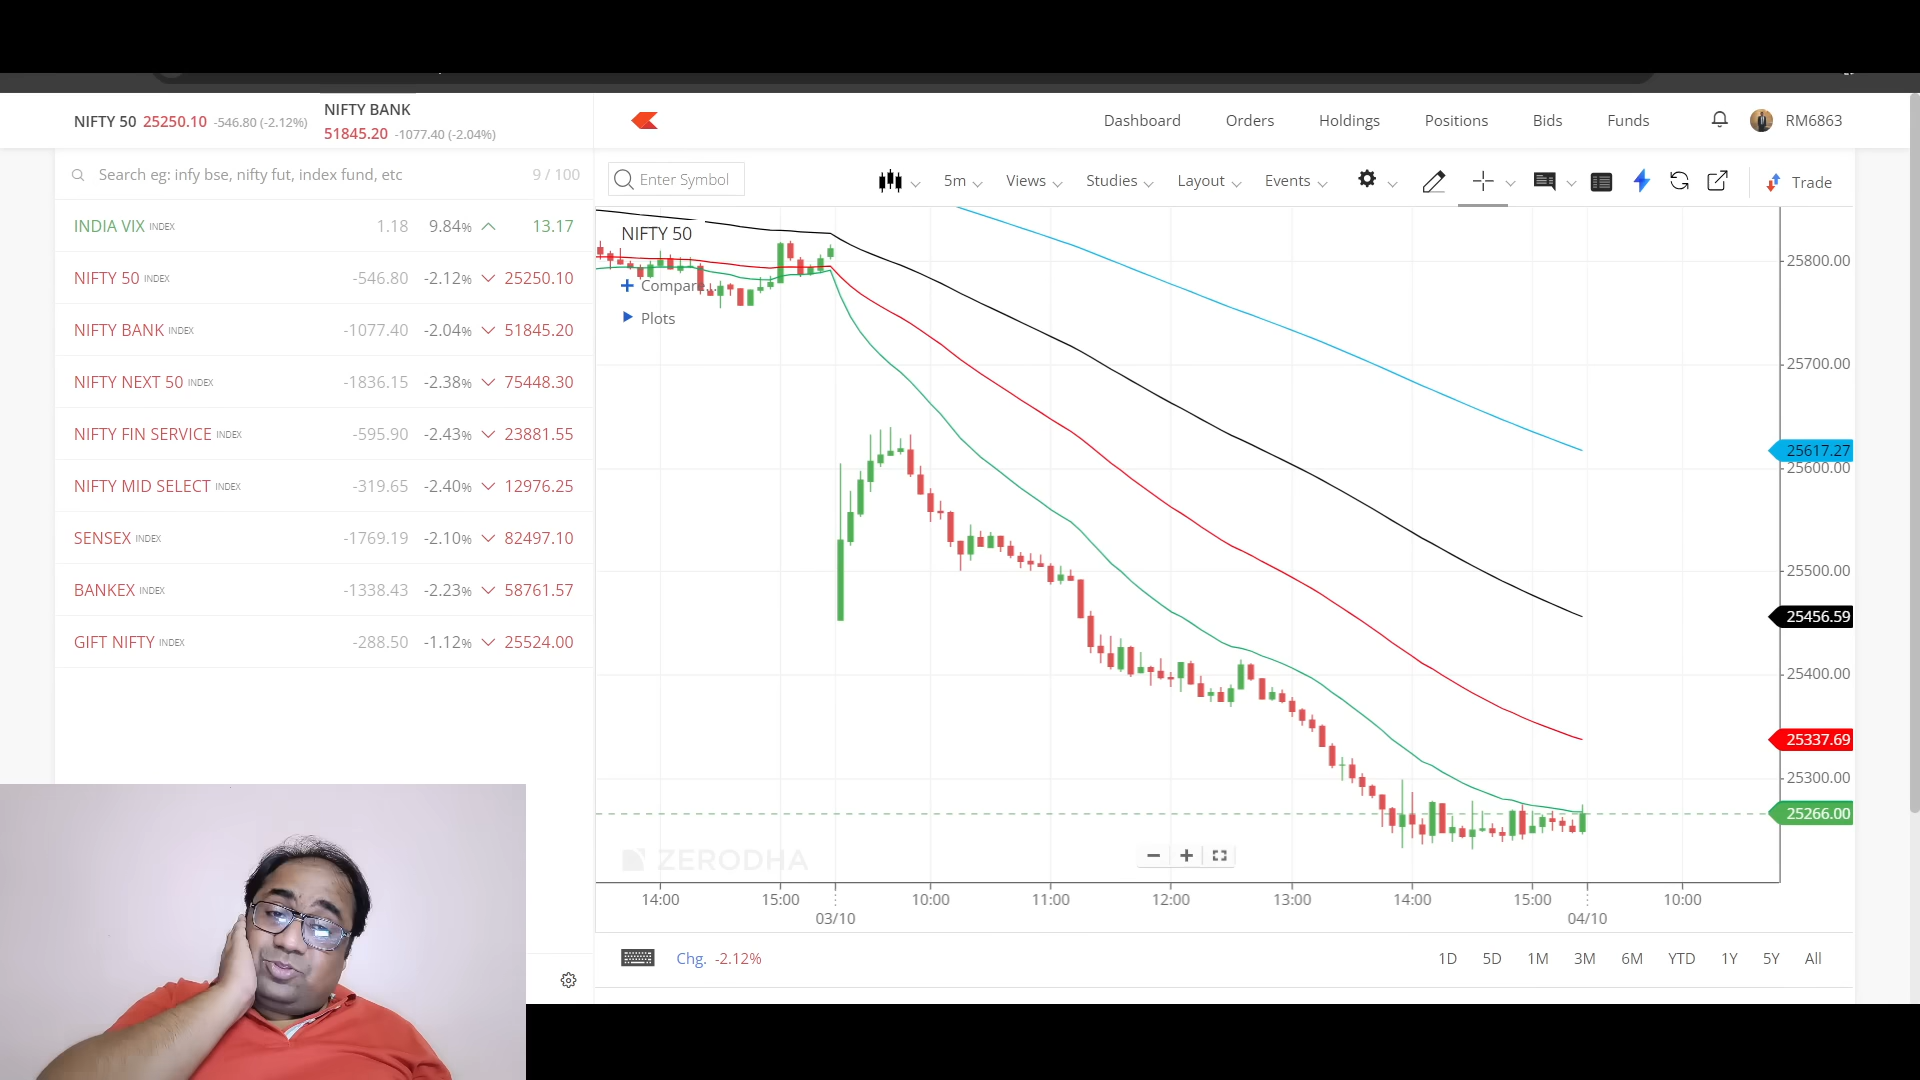 NIFTY 50 25250.10 -546.80 (-2.12%)
NIFTY BANK
51845.20 -1077.40 (-2.04%)
Dashboard Orders Holdings Positions Bids Funds RM6863
Search eg: infy bse, nifty fut, index fund, etc 9 / 100
INDIA VIX INDEX 1.18 9.84% 13.17
NIFTY 50 INDEX -546.80 -2.12% 25250.10
NIFTY BANK INDEX -1077.40 -2.04% 51845.20
NIFTY NEXT 50 INDEX -1836.15 -2.38% 75448.30
NIFTY FIN SERVICE INDEX -595.90 -2.43% 23881.55
NIFTY MID SELECT INDEX -319.65 -2.40% 12976.25
SENSEX INDEX -1769.19 -2.10% 82497.10
BANKEX INDEX -1338.43 -2.23% 58761.57
GIFT NIFTY INDEX -288.50 -1.12% 25524.00
Enter Symbol 5m Views Studies Layout Events Trade
NIFTY 50
Compare...
Plots
25800.00
25700.00
25617.27
25600.00
25500.00
25456.59
25400.00
25337.69
25300.00
25266.00
ZERODHA
14:00 15:00 10:00 11:00 12:00 13:00 14:00 15:00 10:00
03/10 04/10
Chg. -2.12% 1D 5D 1M 3M 6M YTD 1Y 5Y All